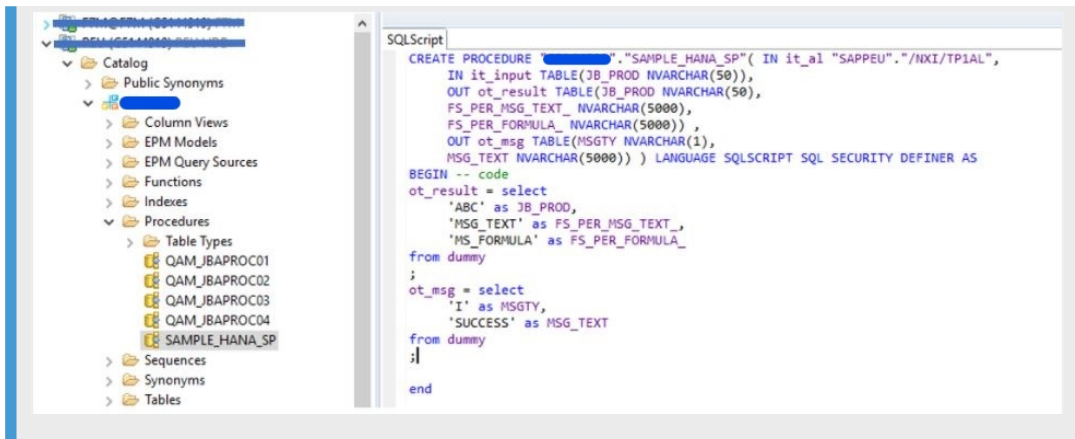 Catalog
Public Synonyms
Column Views
EPM Models
EPM Query Sources
Functions
Indexes
Procedures
Table Types
QAM_JBAPROC01
QAM_JBAPROC02
QAM_JBAPROC03
QAM_JBAPROC04
SAMPLE_HANA_SP
Sequences
Synonyms
Tables
SQLScript
CREATE PROCEDURE " "."SAMPLE_HANA_SP"( IN it_al "SAPPEU"."/NXI/TP1AL",
IN it_input TABLE(JB_PROD NVARCHAR(50)),
OUT ot_result TABLE(JB_PROD NVARCHAR(50),
FS_PER_MSG_TEXT_ NVARCHAR(5000),
FS_PER_FORMULA_ NVARCHAR(5000)) ,
OUT ot_msg TABLE(MSGTY NVARCHAR(1),
MSG_TEXT NVARCHAR(5000)) ) LANGUAGE SQLSCRIPT SQL SECURITY DEFINER AS
BEGIN -- code
ot_result = select
'ABC' as JB_PROD,
'MSG_TEXT' as FS_PER_MSG_TEXT_,
'MS_FORMULA' as FS_PER_FORMULA_
from dummy
;
ot_msg = select
'I' as MSGTY,
'SUCCESS' as MSG_TEXT
from dummy
;
end